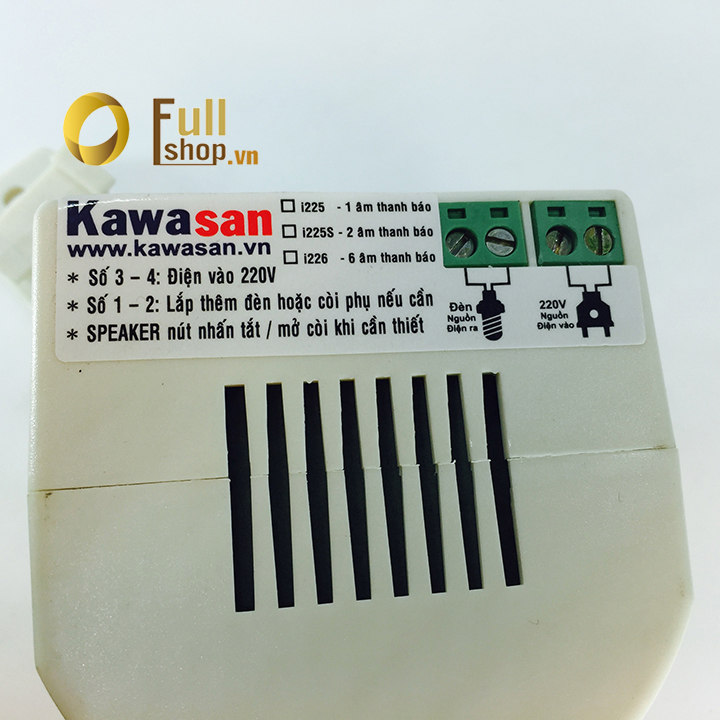 Full
shop.vn
Kawasan
www.kawasan.vn
i225 - 1 âm thanh báo
i225S - 2 âm thanh báo
i226 - 6 âm thanh báo
* Số 3 – 4: Điện vào 220V
* Số 1 – 2: Lắp thêm đèn hoặc còi phụ nếu cần
* SPEAKER nút nhấn tắt / mở còi khi cần thiết
Đèn
Nguồn
Điện ra
220V
Nguồn
Điện vào